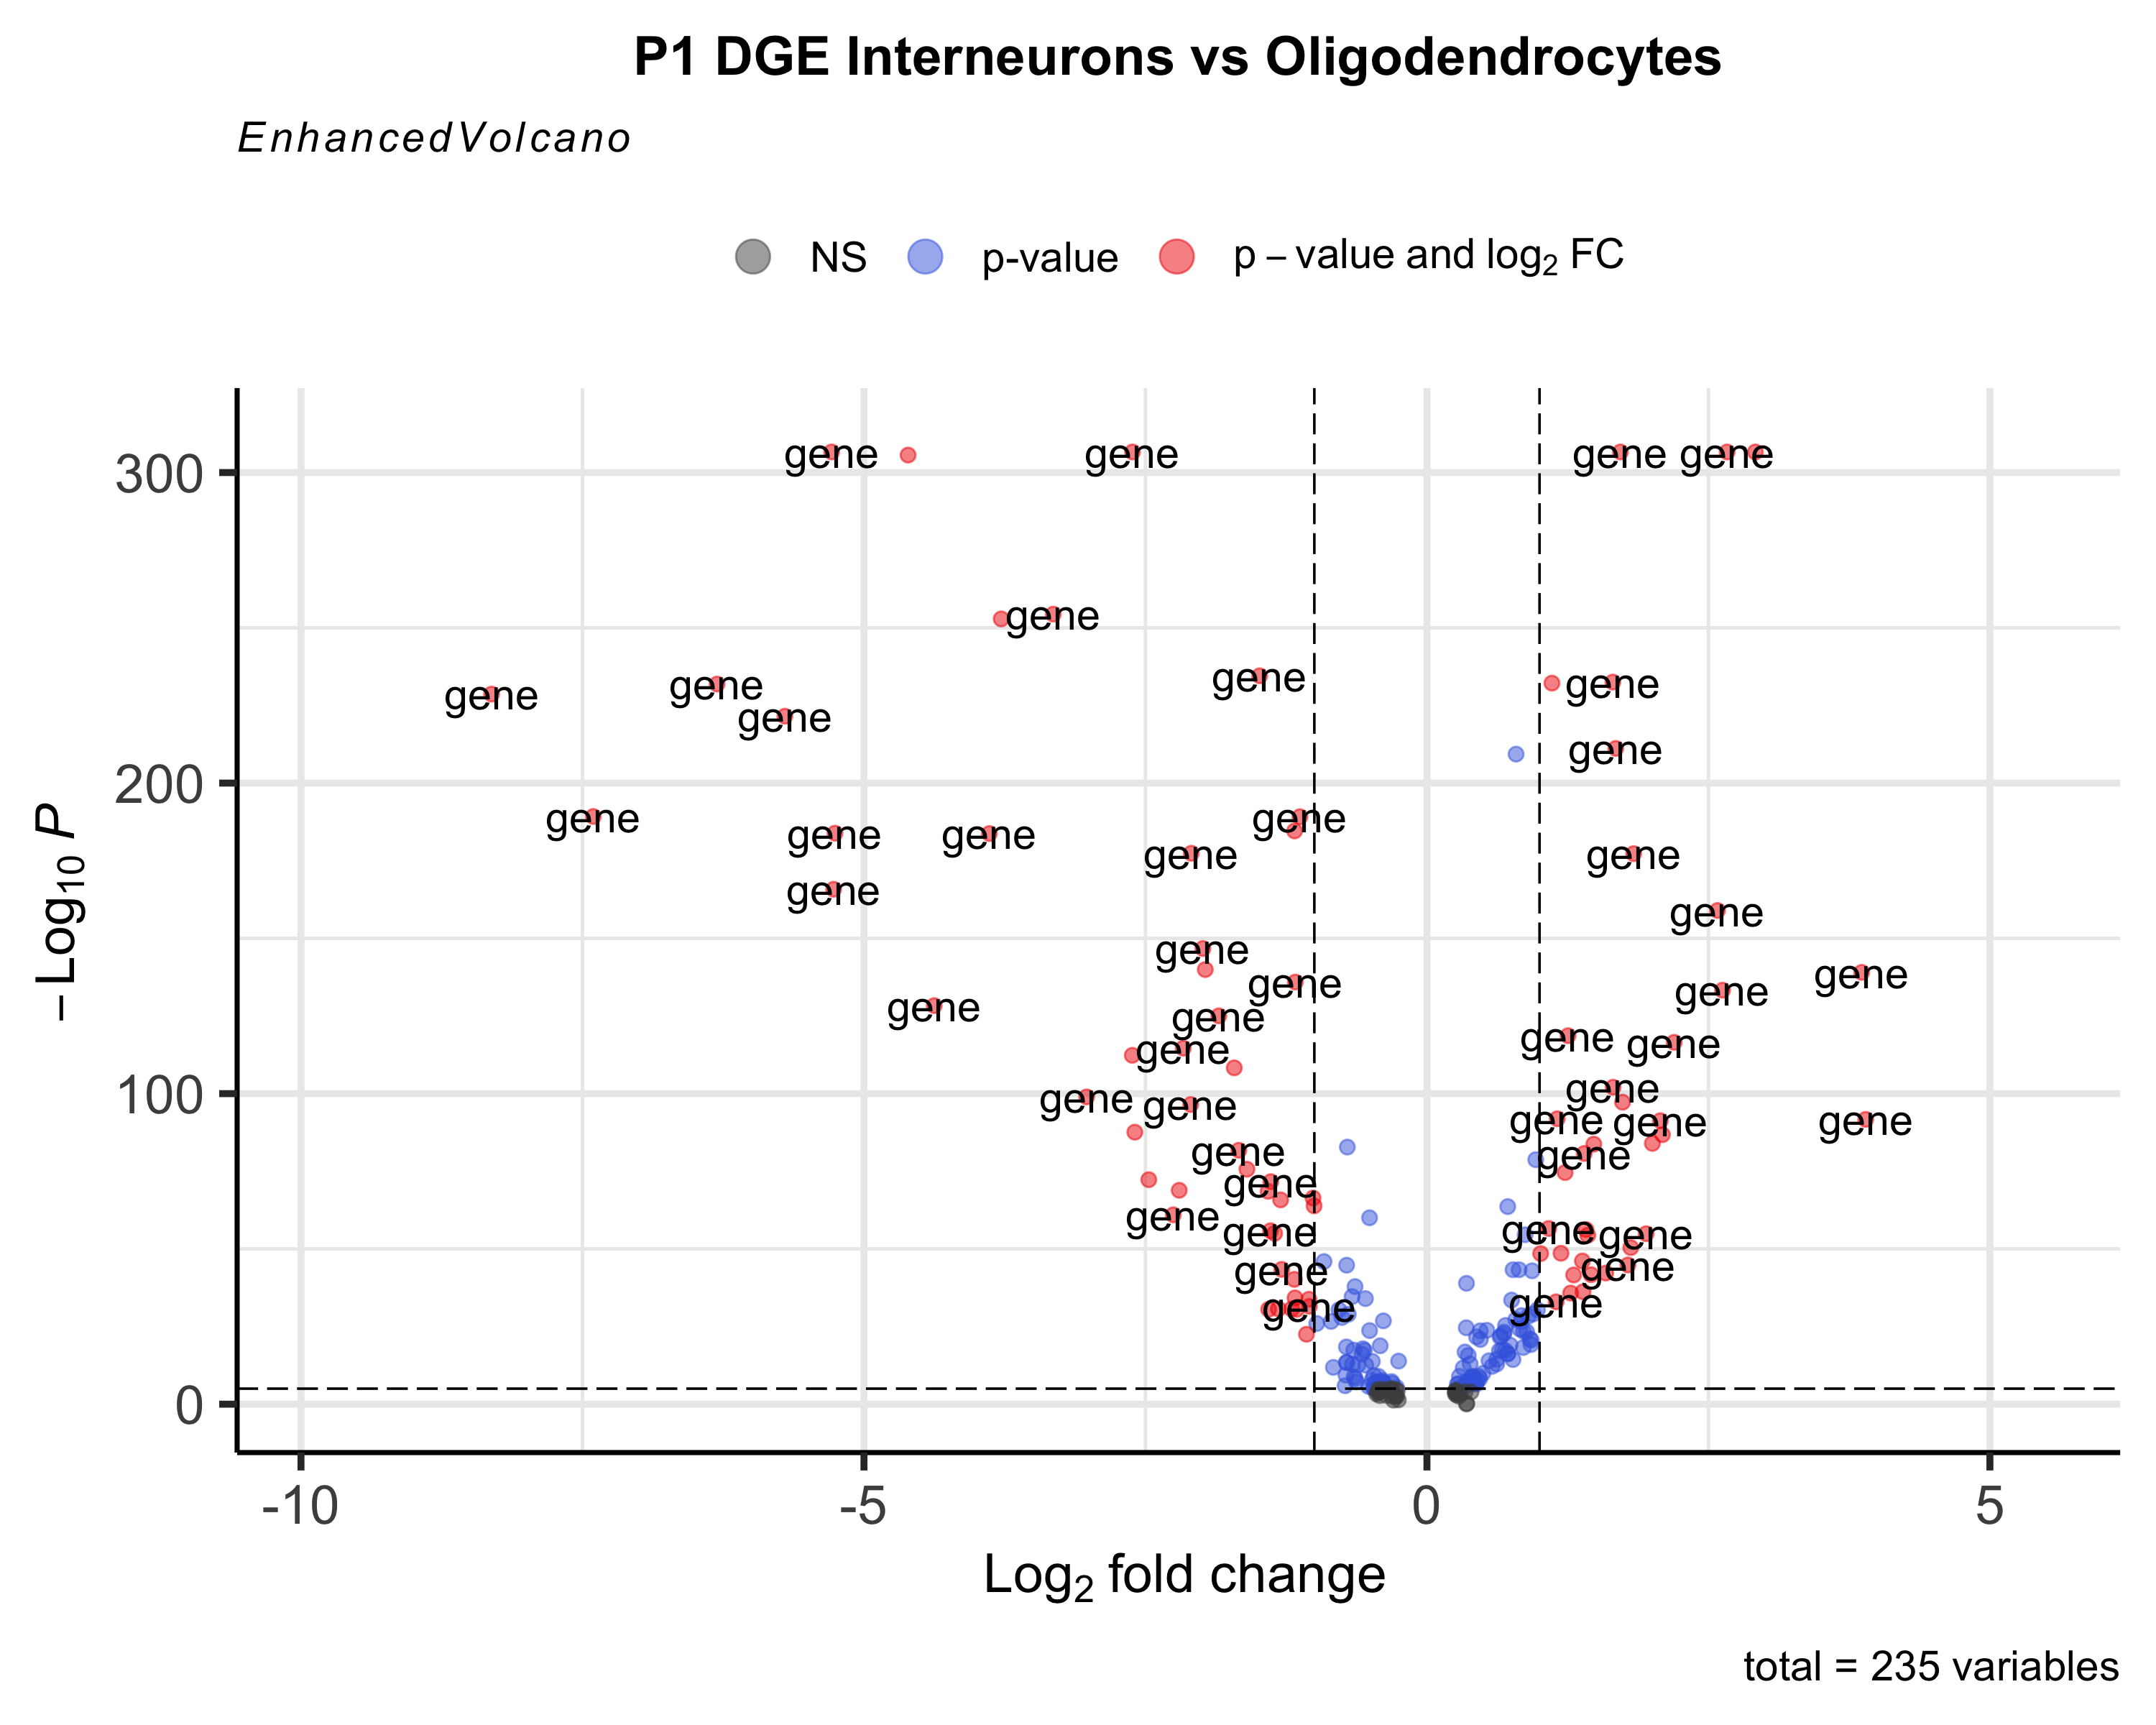 P1 DGE Interneurons vs Oligodendrocytes
EnhancedVolcano
NS p-value p – value and log2 FC
gene gene gene gene
300
gene
gene
gene gene gene
gene
gene
200
gene gene
gene gene
gene gene
gene
gene
gene
gene gene
gene
gene
gene
gene gene
gene
gene
100
gene gene
gene gene gene
gene
gene
gene
gene
gene
gene gene
gene
gene
gene gene
0
-10 -5 0 5
– Log10 P
Log2 fold change
total = 235 variables